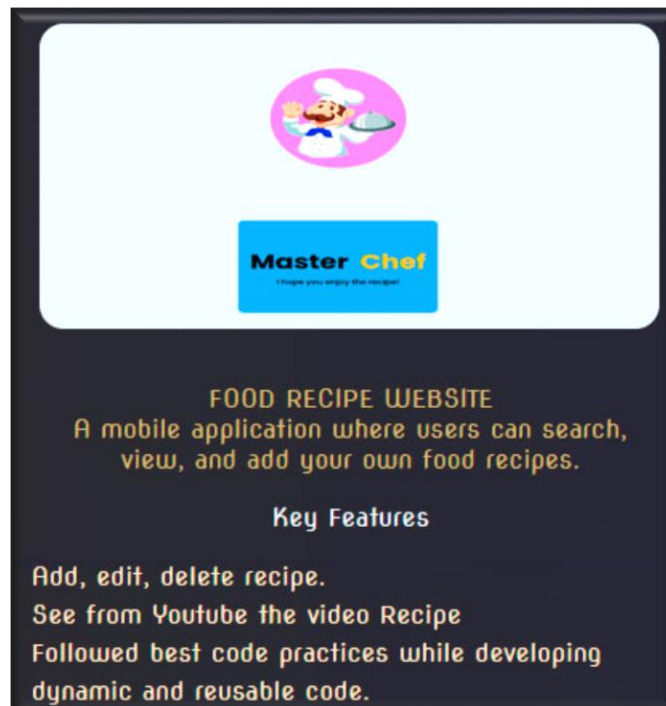 Master Chef
I hope you enjoy the recipe!
FOOD RECIPE WEBSITE
A mobile application where users can search,
view, and add your own food recipes.
Key Features
Add, edit, delete recipe.
See from Youtube the video Recipe
Followed best code practices while developing
dynamic and reusable code.